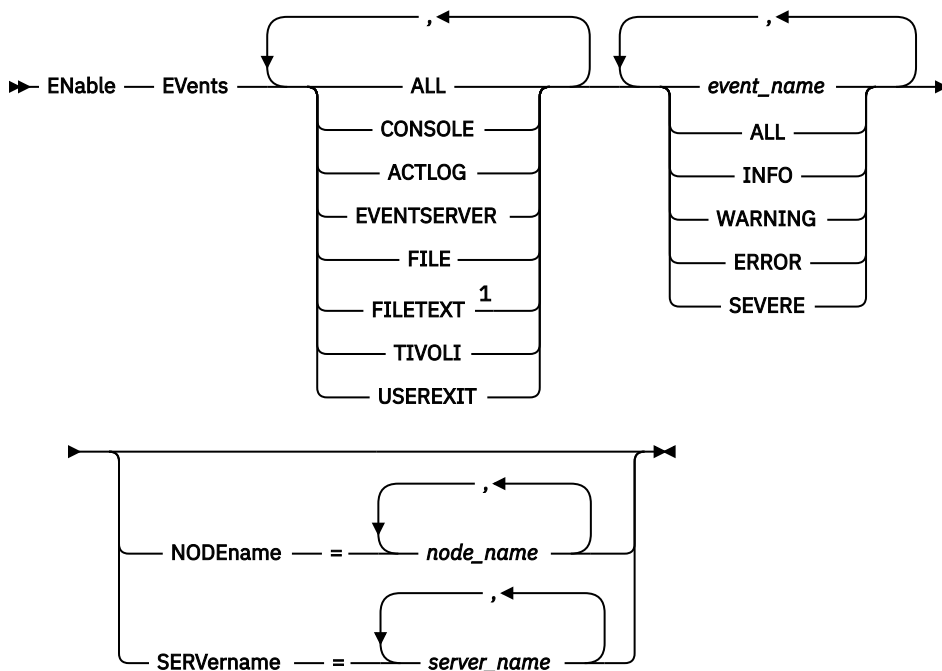 , ,
ENable EVents ALL event_name
CONSOLE ALL
ACTLOG INFO
EVENTSERVER WARNING
FILE ERROR
FILETEXT 1 SEVERE
TIVOLI
USEREXIT
,
NODEname = node_name
,
SERVername = server_name